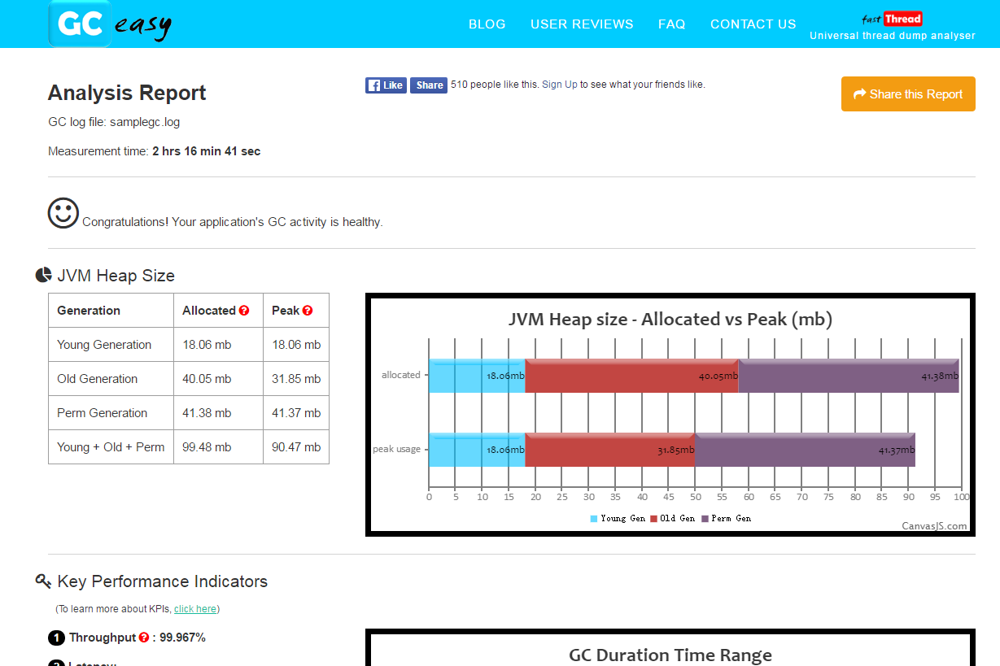 GC easy
BLOG USER REVIEWS FAQ CONTACT US
fast Thread
Universal thread dump analyser
Analysis Report
Like Share 510 people like this. Sign Up to see what your friends like.
Share this Report
GC log file: samplegc.log
Measurement time: 2 hrs 16 min 41 sec
Congratulations! Your application's GC activity is healthy.
JVM Heap Size
Generation Allocated ? Peak ?
Young Generation 18.06 mb 18.06 mb
Old Generation 40.05 mb 31.85 mb
Perm Generation 41.38 mb 41.37 mb
Young + Old + Perm 99.48 mb 90.47 mb
JVM Heap size - Allocated vs Peak (mb)
allocated 18.06mb 40.05mb 41.38mb
peak usage 18.06mb 31.85mb 41.37mb
0 5 10 15 20 25 30 35 40 45 50 55 60 65 70 75 80 85 90 95 100
Young Gen Old Gen Perm Gen
CanvasJS.com
Key Performance Indicators
(To learn more about KPIs, click here)
1 Throughput ? : 99.967%
GC Duration Time Range
2 Latency: